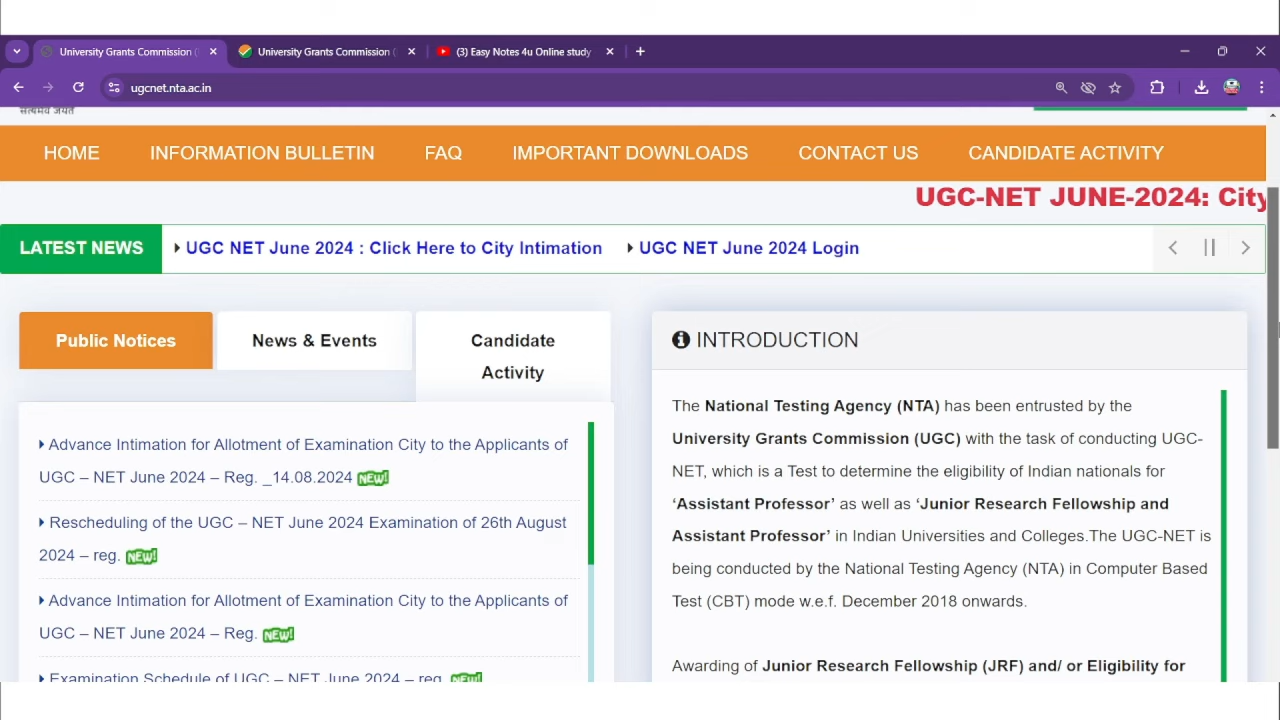 University Grants Commission (
University Grants Commission (
(3) Easy Notes 4u Online study
ugcnet.nta.ac.in
सत्यमेव जयते
HOME INFORMATION BULLETIN FAQ IMPORTANT DOWNLOADS CONTACT US CANDIDATE ACTIVITY
UGC-NET JUNE-2024: City
LATEST NEWS UGC NET June 2024 : Click Here to City Intimation UGC NET June 2024 Login
Public Notices News & Events Candidate
Activity
Advance Intimation for Allotment of Examination City to the Applicants of
UGC – NET June 2024 – Reg. _14.08.2024 NEW!
Rescheduling of the UGC – NET June 2024 Examination of 26th August
2024 – reg. NEW!
Advance Intimation for Allotment of Examination City to the Applicants of
UGC – NET June 2024 – Reg. NEW!
Examination Schedule of UGC – NET June 2024 – reg. NEW!
INTRODUCTION
The National Testing Agency (NTA) has been entrusted by the
University Grants Commission (UGC) with the task of conducting UGC-
NET, which is a Test to determine the eligibility of Indian nationals for
‘Assistant Professor’ as well as ‘Junior Research Fellowship and
Assistant Professor’ in Indian Universities and Colleges.The UGC-NET is
being conducted by the National Testing Agency (NTA) in Computer Based
Test (CBT) mode w.e.f. December 2018 onwards.
Awarding of Junior Research Fellowship (JRF) and/ or Eligibility for